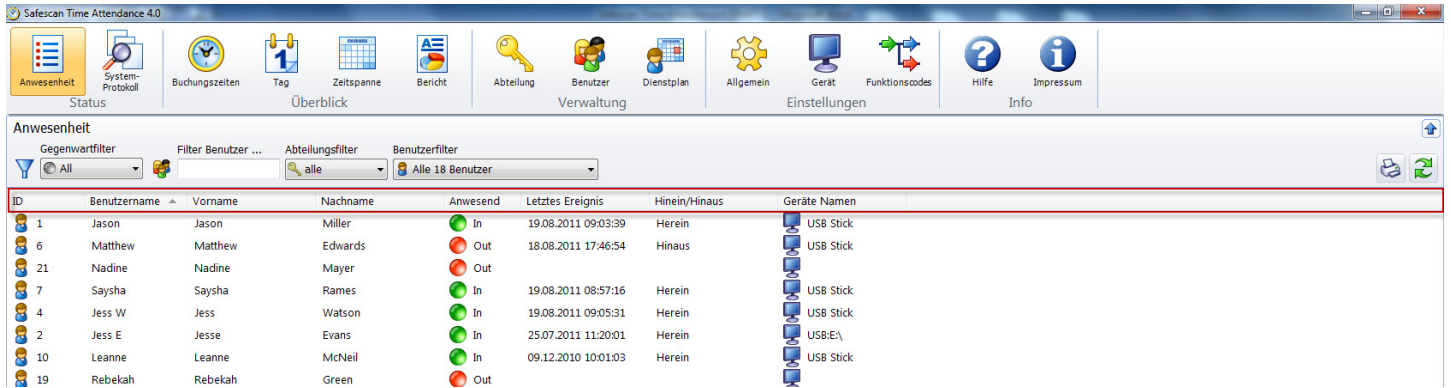 Safescan Time Attendance 4.0
Anwesenheit
System-
Protokoll
Buchungszeiten
Tag
Zeitspanne
Bericht
Abteilung
Benutzer
Dienstplan
Allgemein
Gerät
Funktionscodes
Hilfe
Impressum
Status
Überblick
Verwaltung
Einstellungen
Info
Anwesenheit
Gegenwartfilter Filter Benutzer ... Abteilungsfilter Benutzerfilter
All alle Alle 18 Benutzer
ID Benutzername Vorname Nachname Anwesend Letztes Ereignis Hinein/Hinaus Geräte Namen
1 Jason Jason Miller In 19.08.2011 09:03:39 Herein USB Stick
6 Matthew Matthew Edwards Out 18.08.2011 17:46:54 Hinaus USB Stick
21 Nadine Nadine Mayer Out
7 Saysha Saysha Rames In 19.08.2011 08:57:16 Herein USB Stick
4 Jess W Jess Watson In 19.08.2011 09:05:31 Herein USB Stick
2 Jess E Jesse Evans In 25.07.2011 11:20:01 Herein USB:E:\
10 Leanne Leanne McNeil In 09.12.2010 10:01:03 Herein USB Stick
19 Rebekah Rebekah Green Out